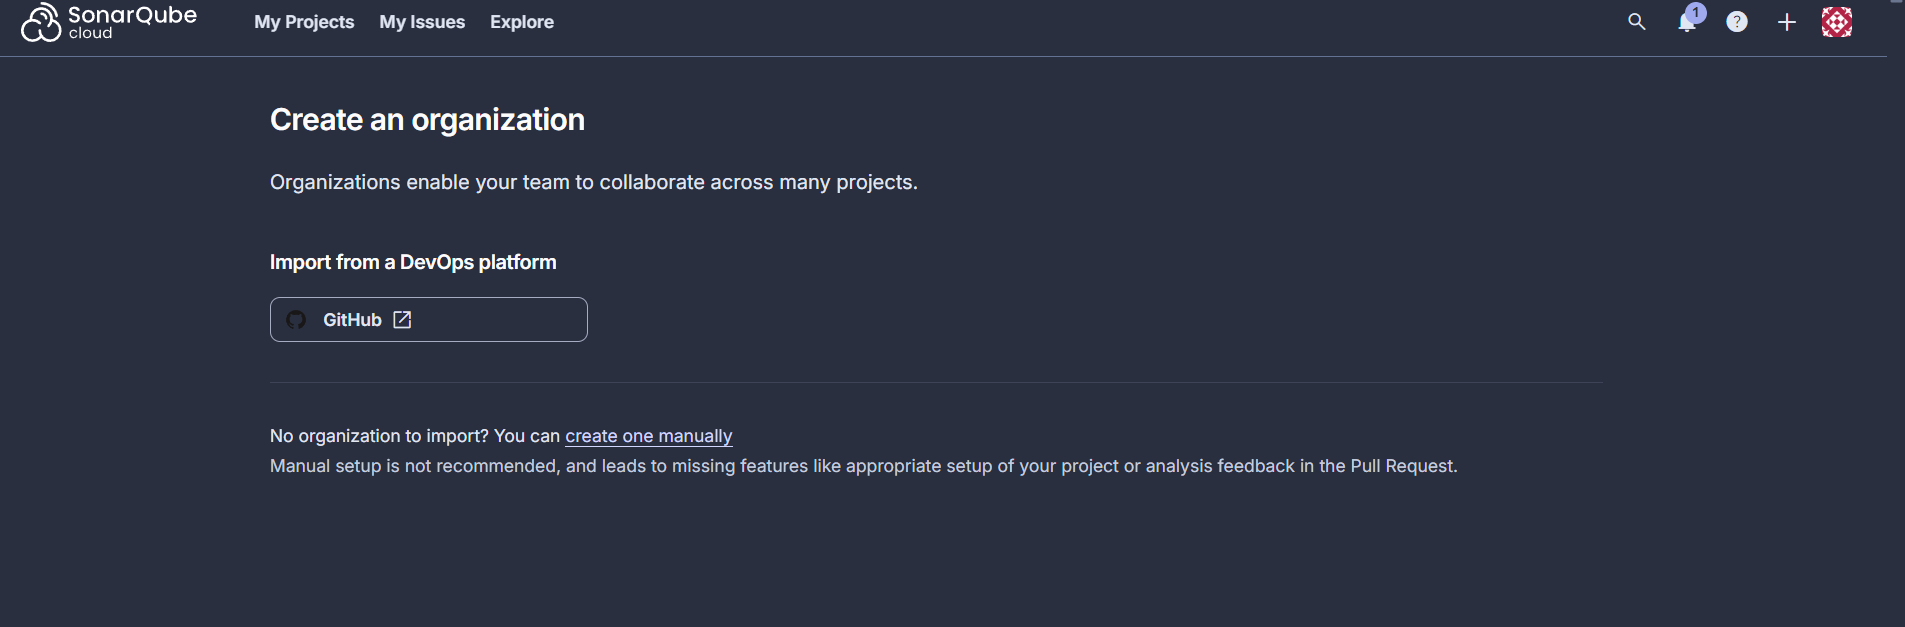 SonarQube
cloud
My Projects My Issues Explore
1
?
Create an organization
Organizations enable your team to collaborate across many projects.
Import from a DevOps platform
GitHub
No organization to import? You can create one manually
Manual setup is not recommended, and leads to missing features like appropriate setup of your project or analysis feedback in the Pull Request.